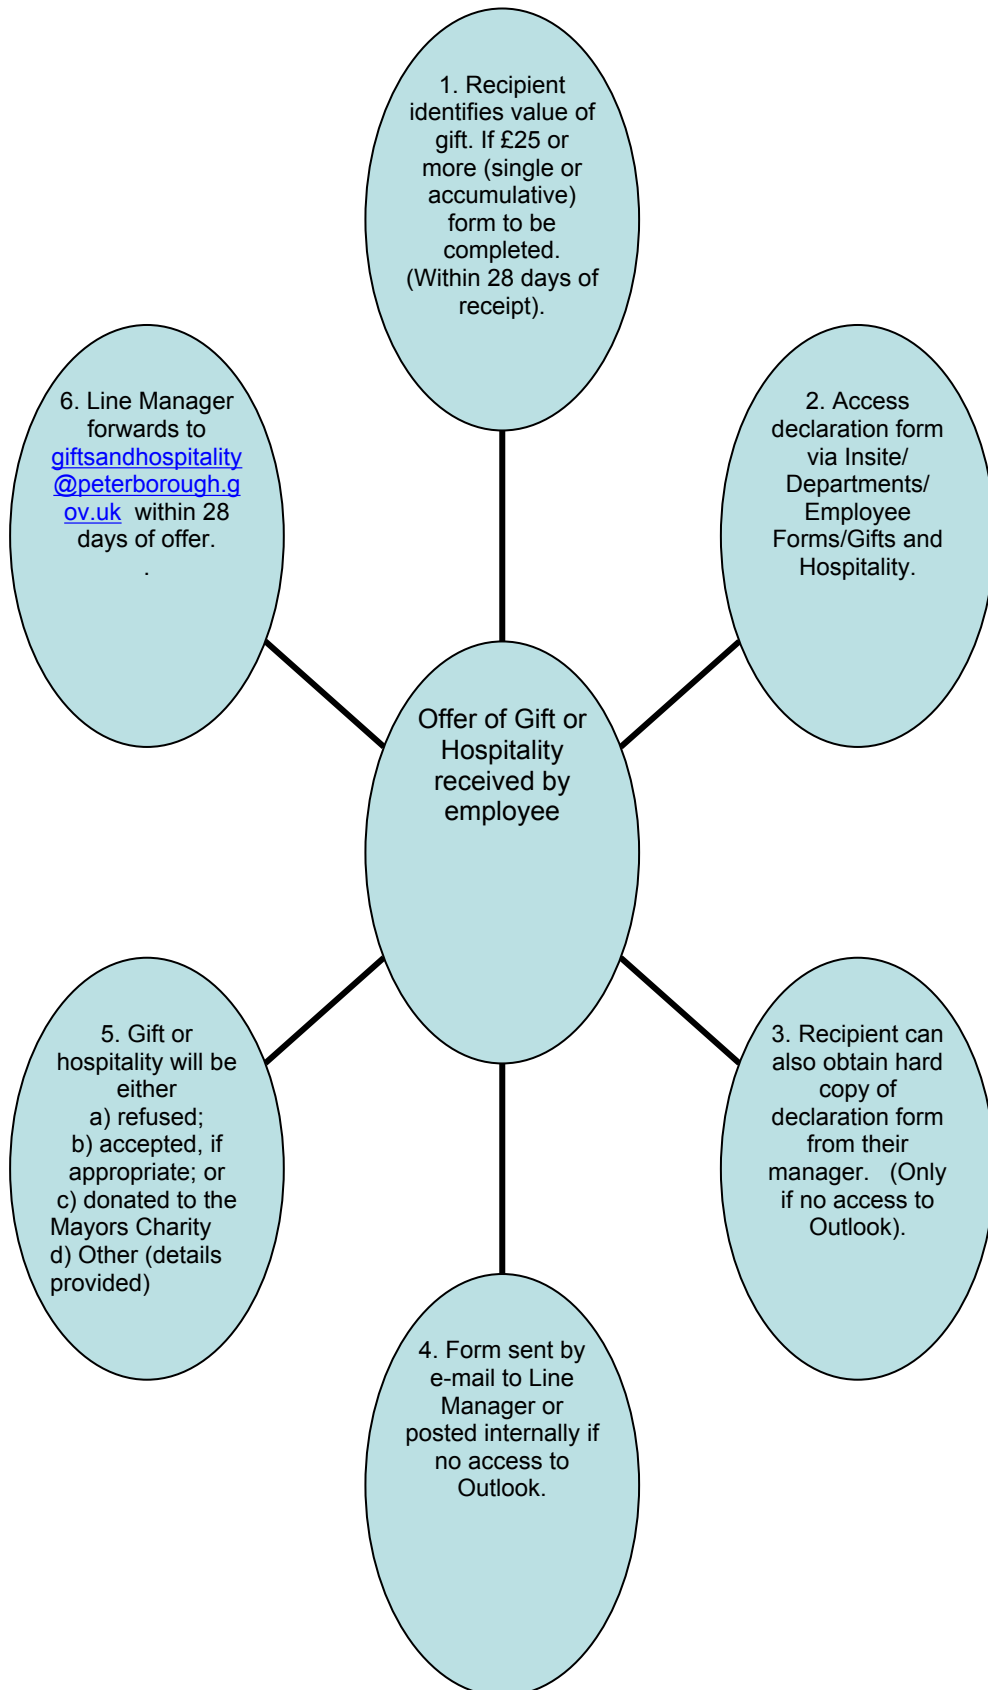 1. Recipient
identifies value of
gift. If £25 or
more (single or
accumulative)
form to be
completed.
(Within 28 days of
receipt).
2. Access
declaration form
via Insite/
Departments/
Employee
Forms/Gifts and
Hospitality.
3. Recipient can
also obtain hard
copy of
declaration form
from their
manager. (Only
if no access to
Outlook).
4. Form sent by
e-mail to Line
Manager or
posted internally if
no access to
Outlook.
5. Gift or
hospitality will be
either
a) refused;
b) accepted, if
appropriate; or
c) donated to the
Mayors Charity
d) Other (details
provided)
6. Line Manager
forwards to
giftsandhospitality
@peterborough.g
ov.uk within 28
days of offer.
.
Offer of Gift or
Hospitality
received by
employee